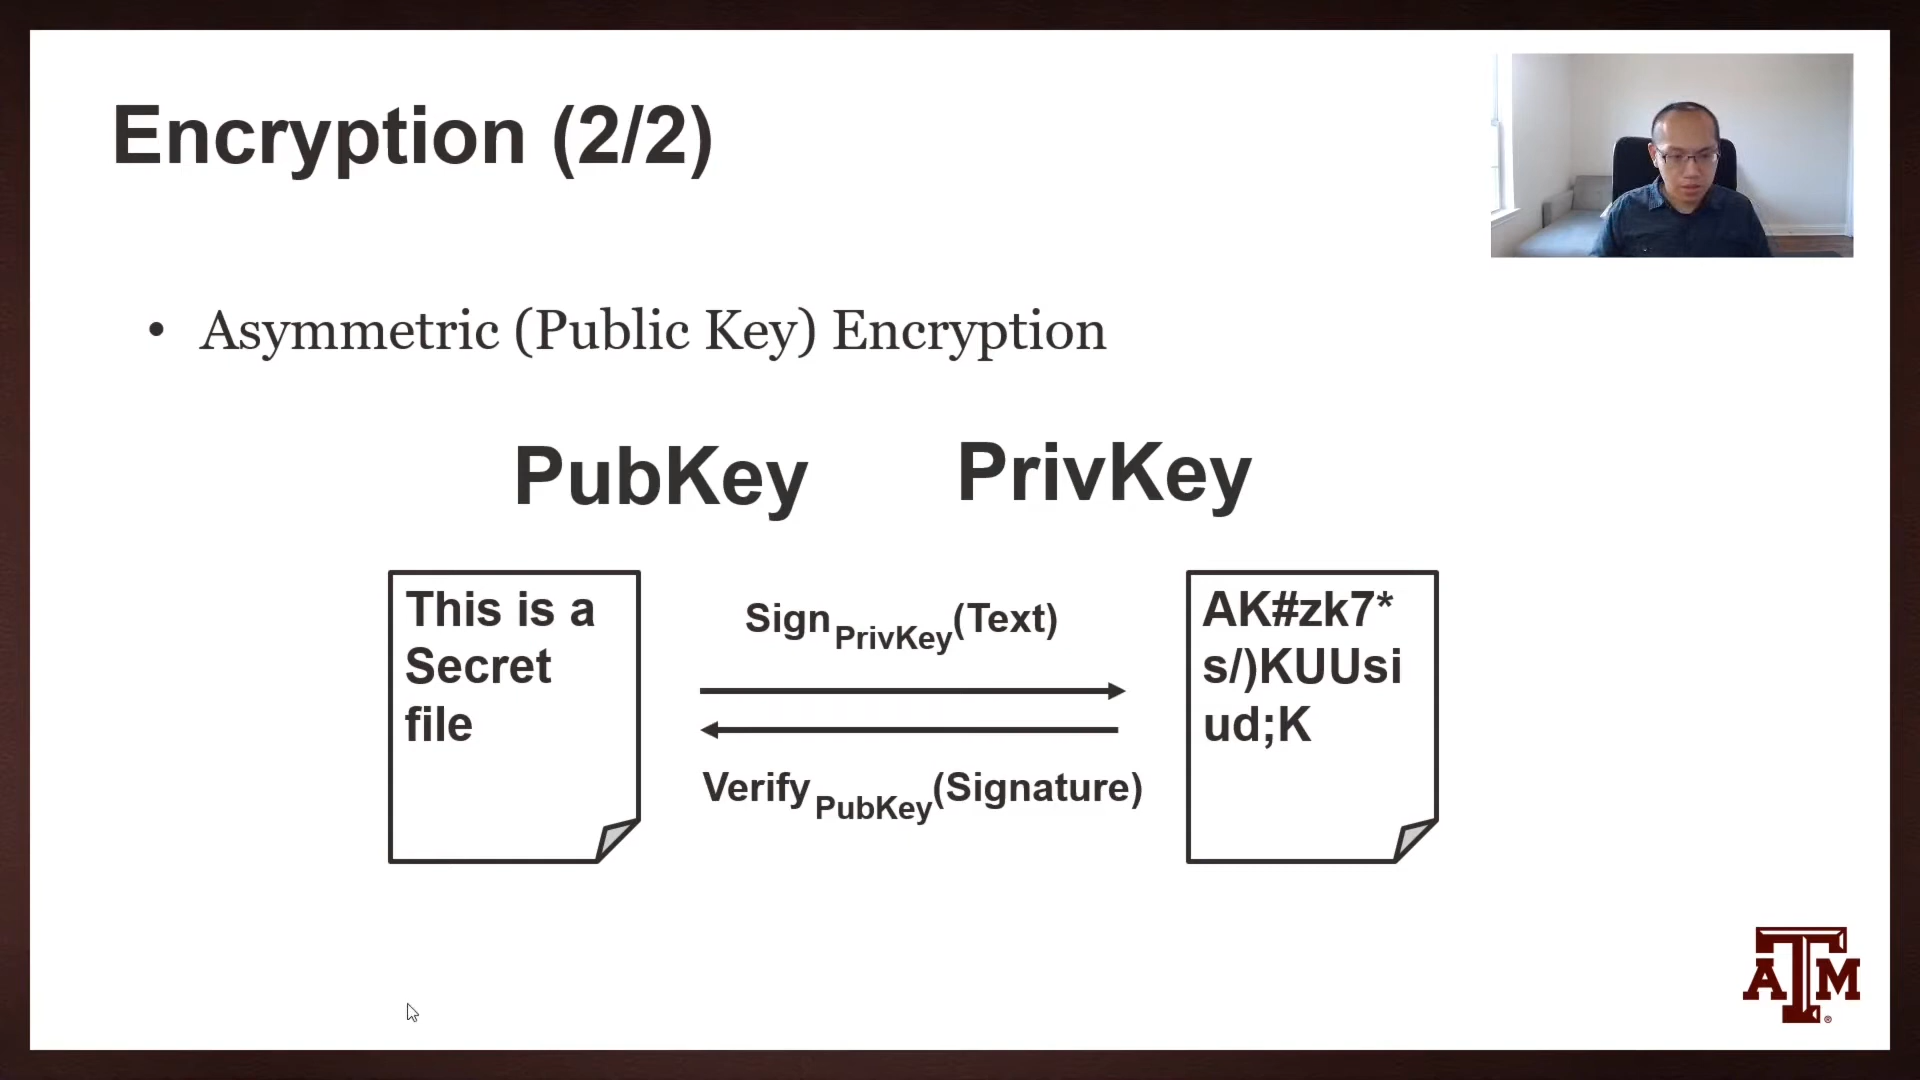 Encryption (2/2)
• Asymmetric (Public Key) Encryption
PubKey
PrivKey
This is a
Secret
file
Sign PrivKey (Text)
Verify PubKey (Signature)
AK#zk7*
s/)KUUsi
ud;K
ATM
®